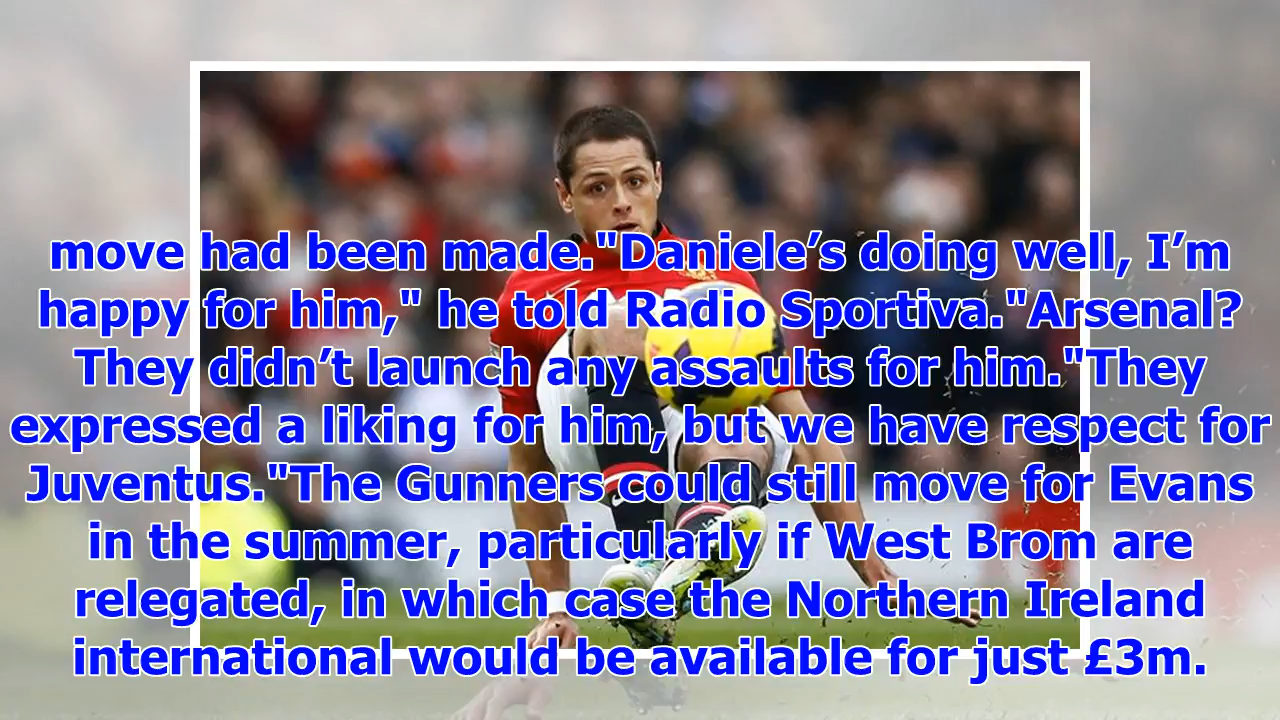 move had been made."Daniele’s doing well, I’m
happy for him," he told Radio Sportiva."Arsenal?
They didn’t launch any assaults for him."They
expressed a liking for him, but we have respect for
Juventus."The Gunners could still move for Evans
in the summer, particularly if West Brom are
relegated, in which case the Northern Ireland
international would be available for just £3m.